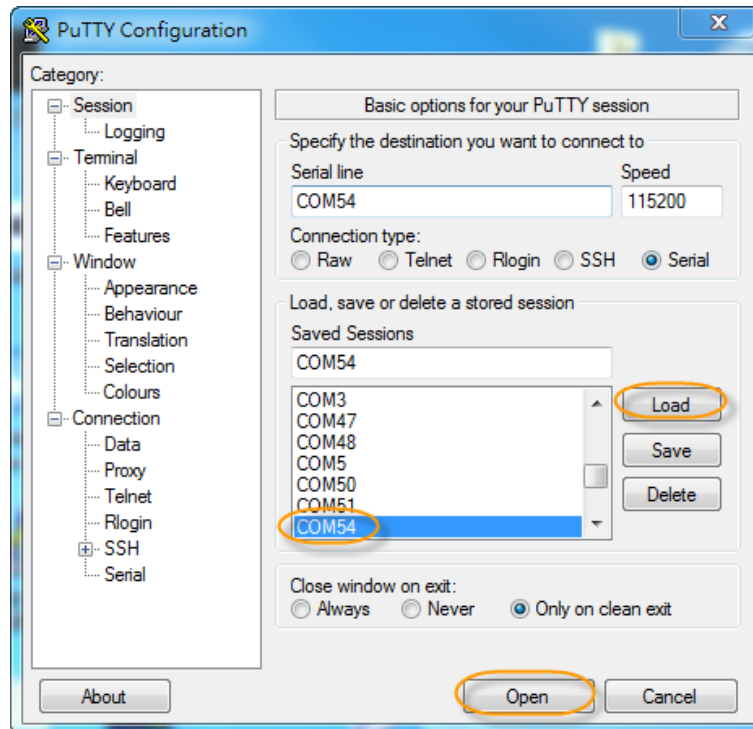 PuTTY Configuration
Category:
Session
Logging
Terminal
Keyboard
Bell
Features
Window
Appearance
Behaviour
Translation
Selection
Colours
Connection
Data
Proxy
Telnet
Rlogin
SSH
Serial
Basic options for your PuTTY session
Specify the destination you want to connect to
Serial line Speed
COM54 115200
Connection type:
Raw Telnet Rlogin SSH Serial
Load, save or delete a stored session
Saved Sessions
COM54
COM3
COM47
COM48
COM5
COM50
COM51
COM54
Load
Save
Delete
Close window on exit:
Always Never Only on clean exit
About Open Cancel